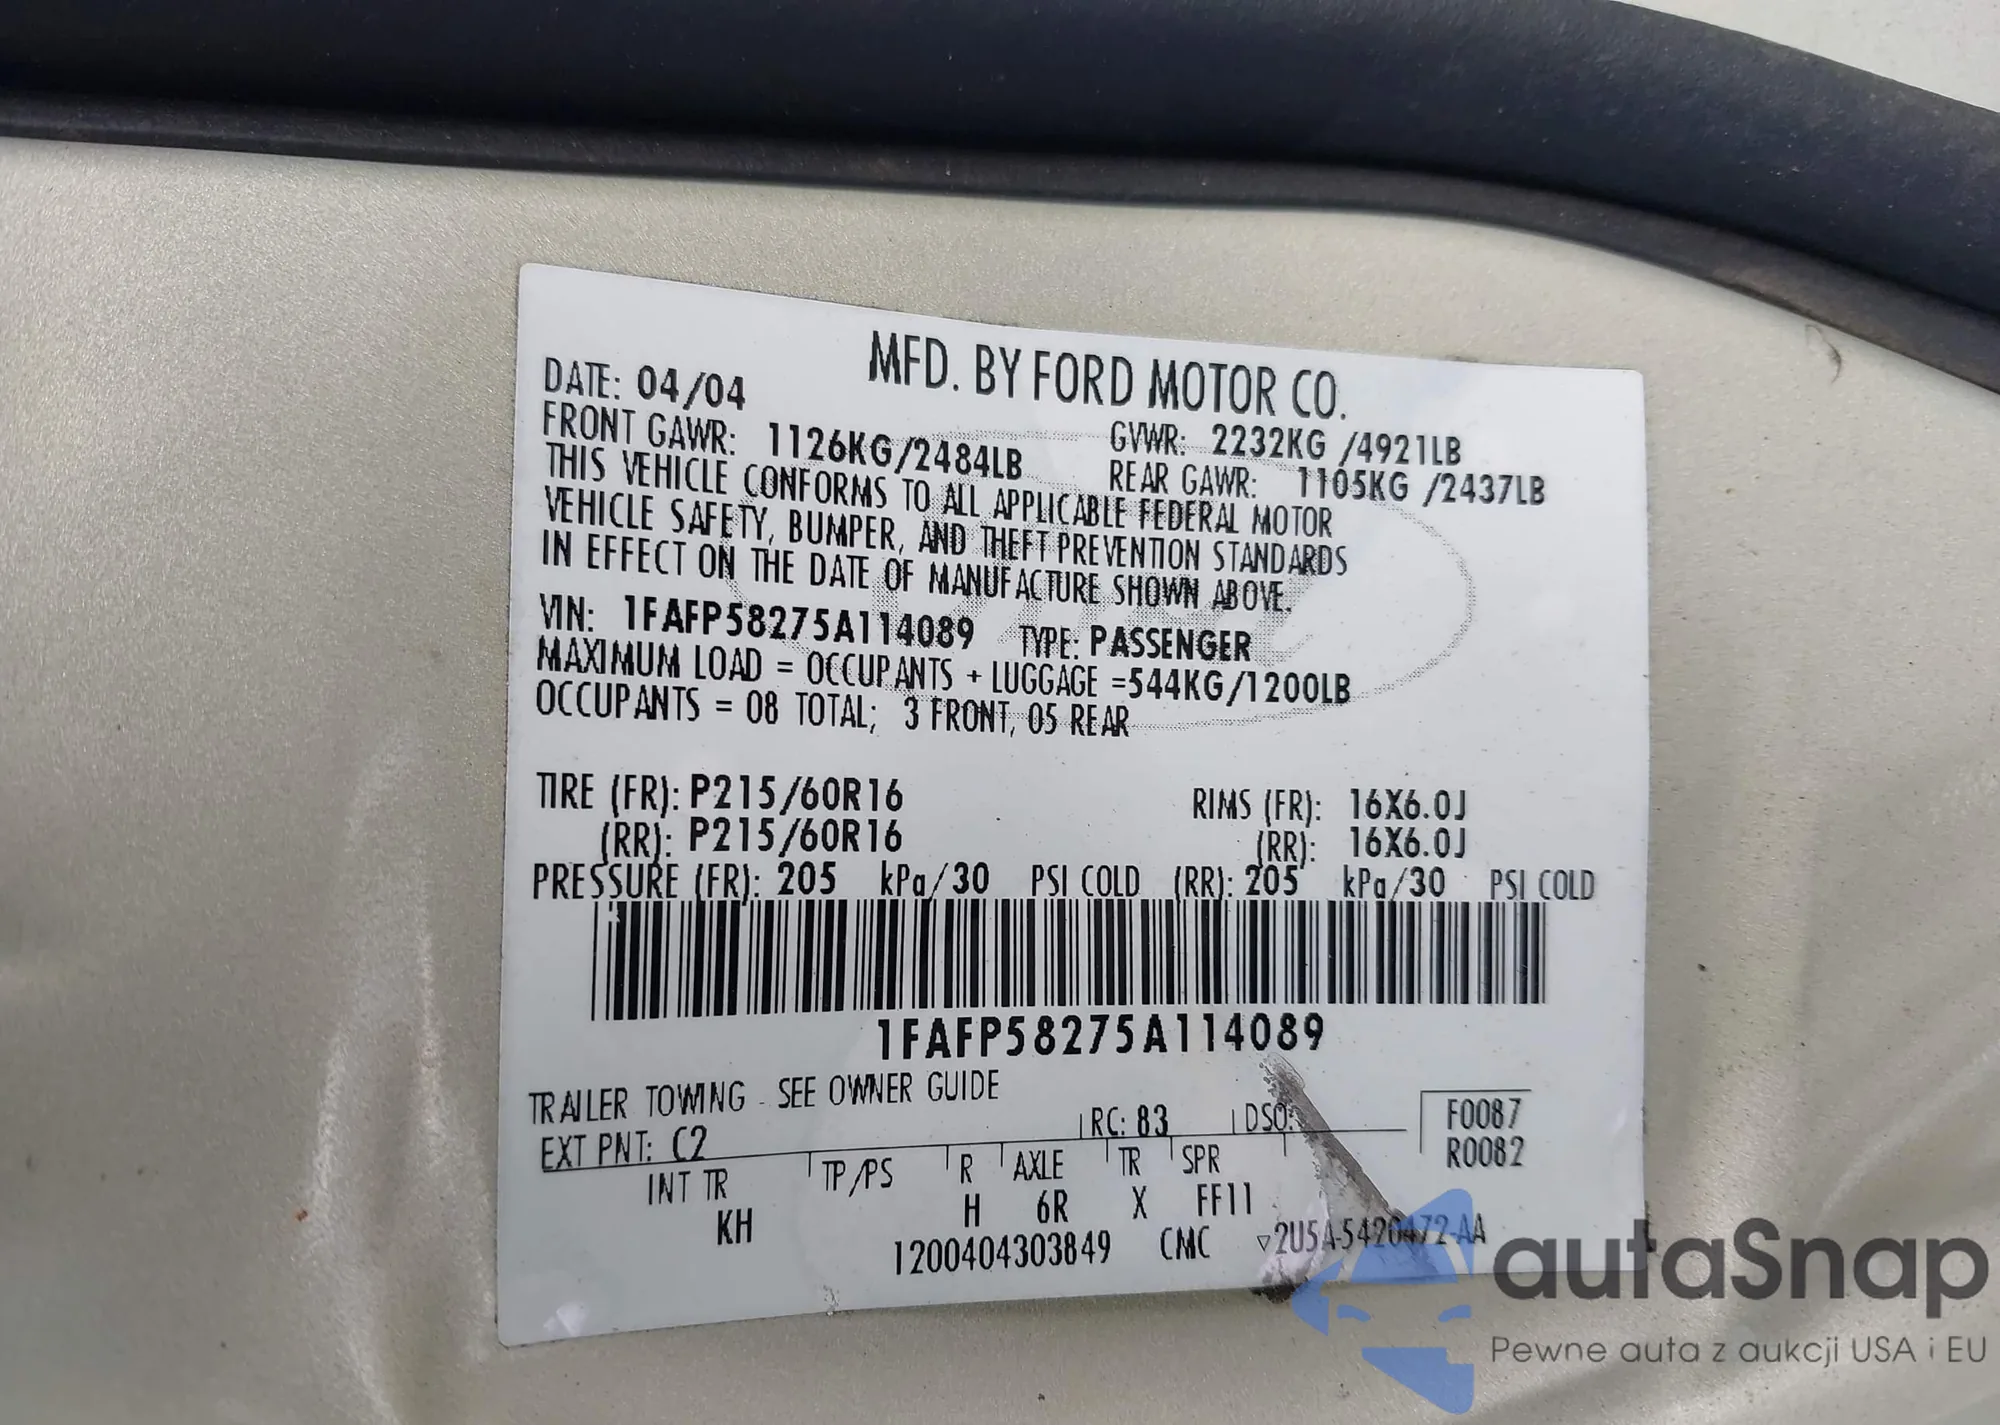 MFD. BY FORD MOTOR CO.
DATE: 04/04
FRONT GAWR: 1126KG/2484LB
GVWR: 2232KG /4921LB
REAR GAWR: 1105KG /2437LB
THIS VEHICLE CONFORMS TO ALL APPLICABLE FEDERAL MOTOR
VEHICLE SAFETY, BUMPER, AND THEFT PREVENTION STANDARDS
IN EFFECT ON THE DATE OF MANUFACTURE SHOWN ABOVE.
VIN: 1FAFP58275A114089 TYPE: PASSENGER
MAXIMUM LOAD = OCCUPANTS + LUGGAGE =544KG/1200LB
OCCUPANTS = 08 TOTAL; 3 FRONT, 05 REAR
TIRE (FR): P215/60R16 RIMS (FR): 16X6.0J
(RR): P215/60R16 (RR): 16X6.0J
PRESSURE (FR): 205 kPa/30 PSI COLD (RR): 205 kPa/30 PSI COLD
1FAFP58275A114089
TRAILER TOWING - SEE OWNER GUIDE
EXT PNT: C2 RC: 83 DSO: F0087
R0082
INT TR TP/PS R AXLE TR SPR
KH H 6R X FF11
1200404303849 CMC ▽2U5A-5420472-AA
autaSnap
Pewne auta z aukcji USA i EU